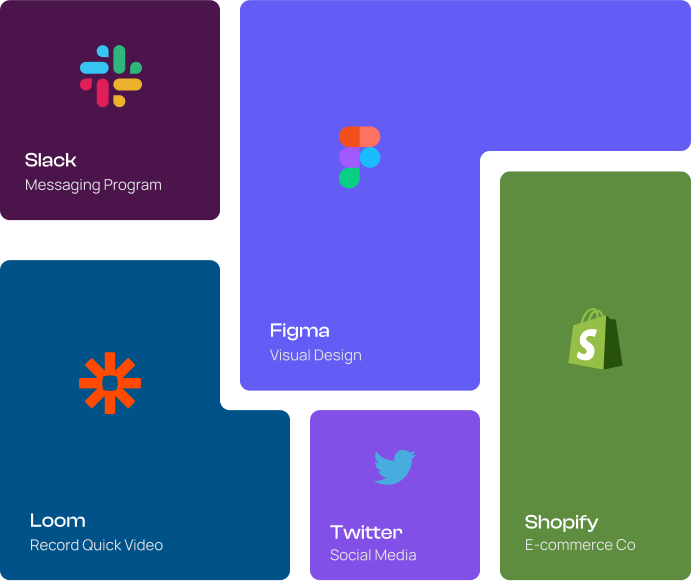 Slack
Messaging Program
Figma
Visual Design
S
Shopify
E-commerce Co
Loom
Record Quick Video
Twitter
Social Media